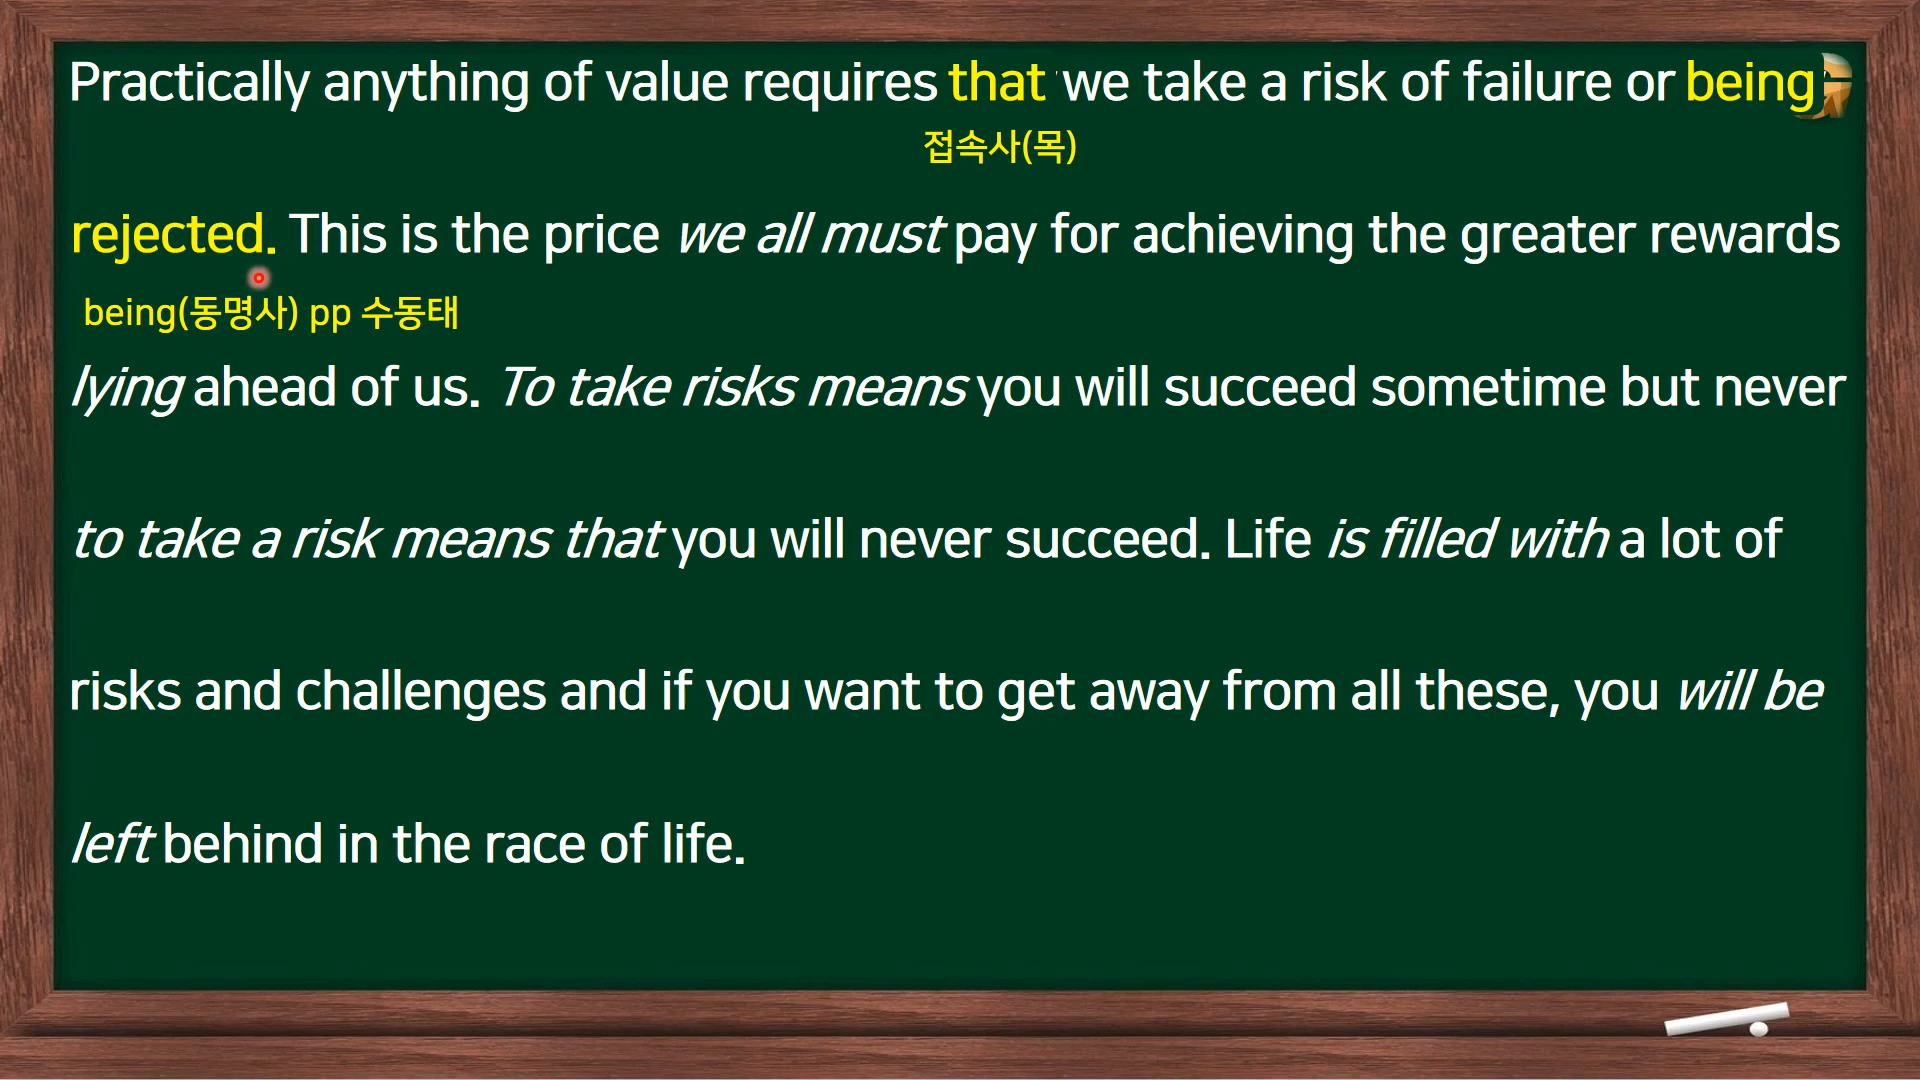 Practically anything of value requires that we take a risk of failure or being
접속사(목)
rejected. This is the price we all must pay for achieving the greater rewards
being(동명사) pp 수동태
lying ahead of us. To take risks means you will succeed sometime but never
to take a risk means that you will never succeed. Life is filled with a lot of
risks and challenges and if you want to get away from all these, you will be
left behind in the race of life.